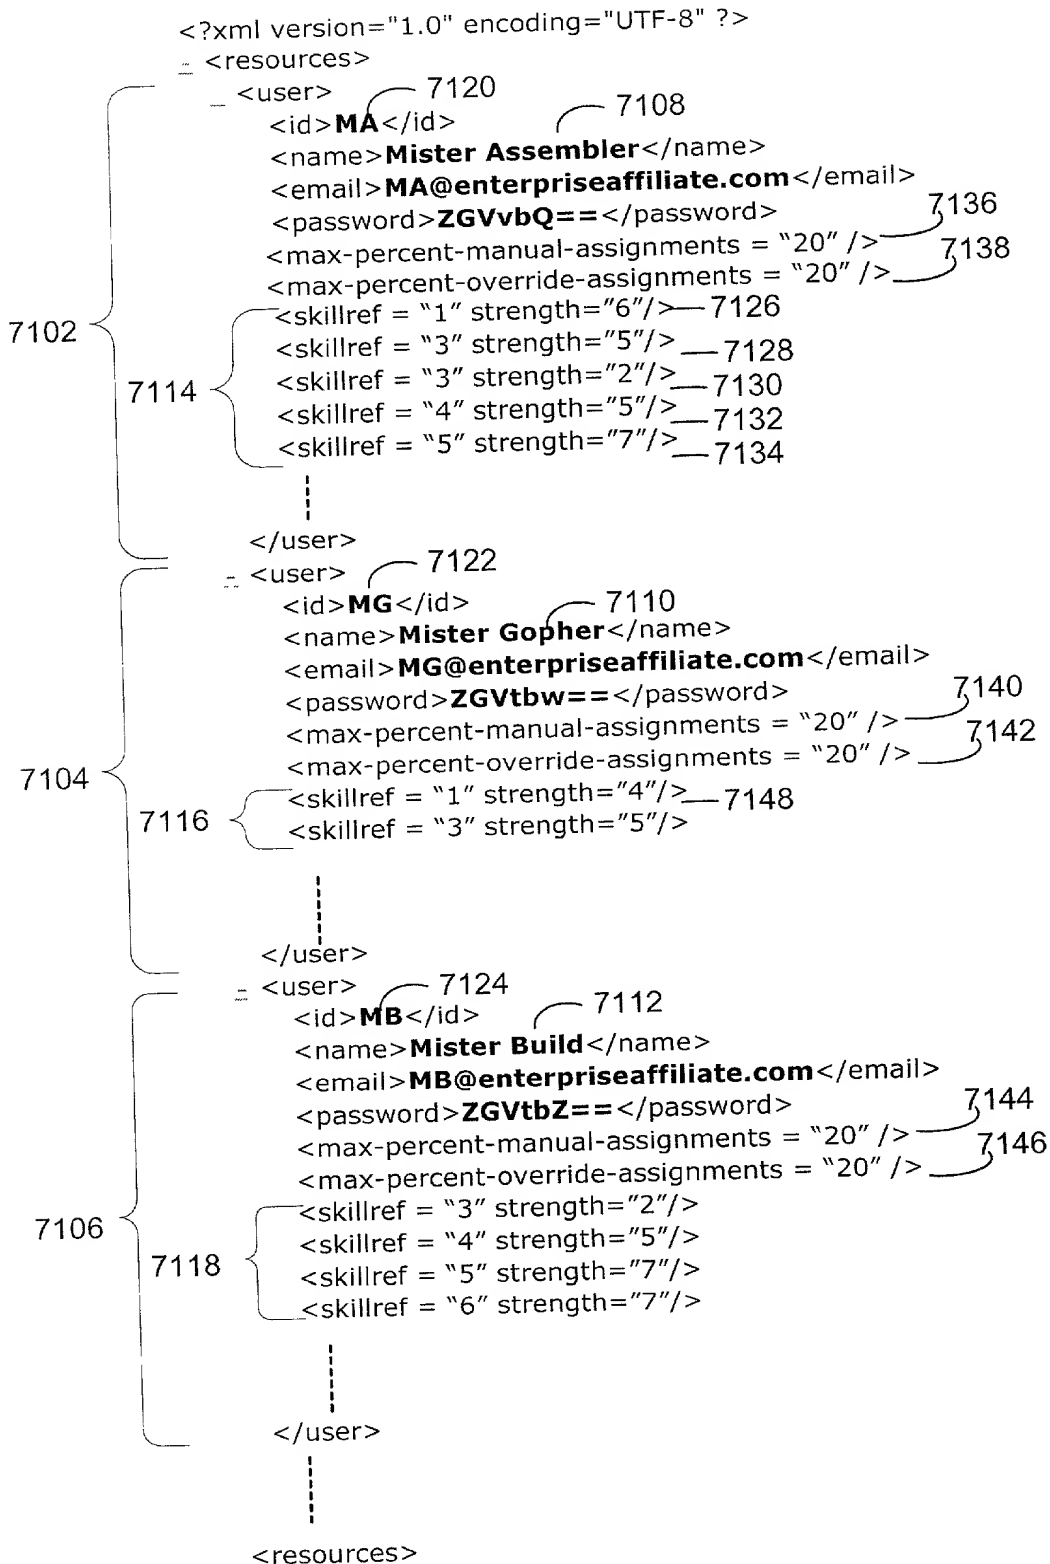 <?xml version="1.0" encoding="UTF-8" ?>
- <resources>
- <user> 7120
<id>MA</id> 7108
<name>Mister Assembler</name>
<email>MA@enterpriseaffiliate.com</email>
<password>ZGVvbQ==</password> 7136
<max-percent-manual-assignments = "20" /> 7138
<max-percent-override-assignments = "20" />
<skillref = "1" strength="6"/> 7126
7102
<skillref = "3" strength="5"/> 7128
7114 <skillref = "3" strength="2"/> 7130
<skillref = "4" strength="5"/> 7132
<skillref = "5" strength="7"/> 7134
</user>
- <user> 7122
<id>MG</id> 7110
<name>Mister Gopher</name>
<email>MG@enterpriseaffiliate.com</email>
<password>ZGVtbw==</password> 7140
<max-percent-manual-assignments = "20" /> 7142
<max-percent-override-assignments = "20" />
7104
<skillref = "1" strength="4"/> 7148
7116 <skillref = "3" strength="5"/>
</user>
- <user> 7124
<id>MB</id> 7112
<name>Mister Build</name>
<email>MB@enterpriseaffiliate.com</email>
<password>ZGVtbZ==</password> 7144
<max-percent-manual-assignments = "20" /> 7146
<max-percent-override-assignments = "20" />
<skillref = "3" strength="2"/>
7106
<skillref = "4" strength="5"/>
7118 <skillref = "5" strength="7"/>
<skillref = "6" strength="7"/>
</user>
<resources>